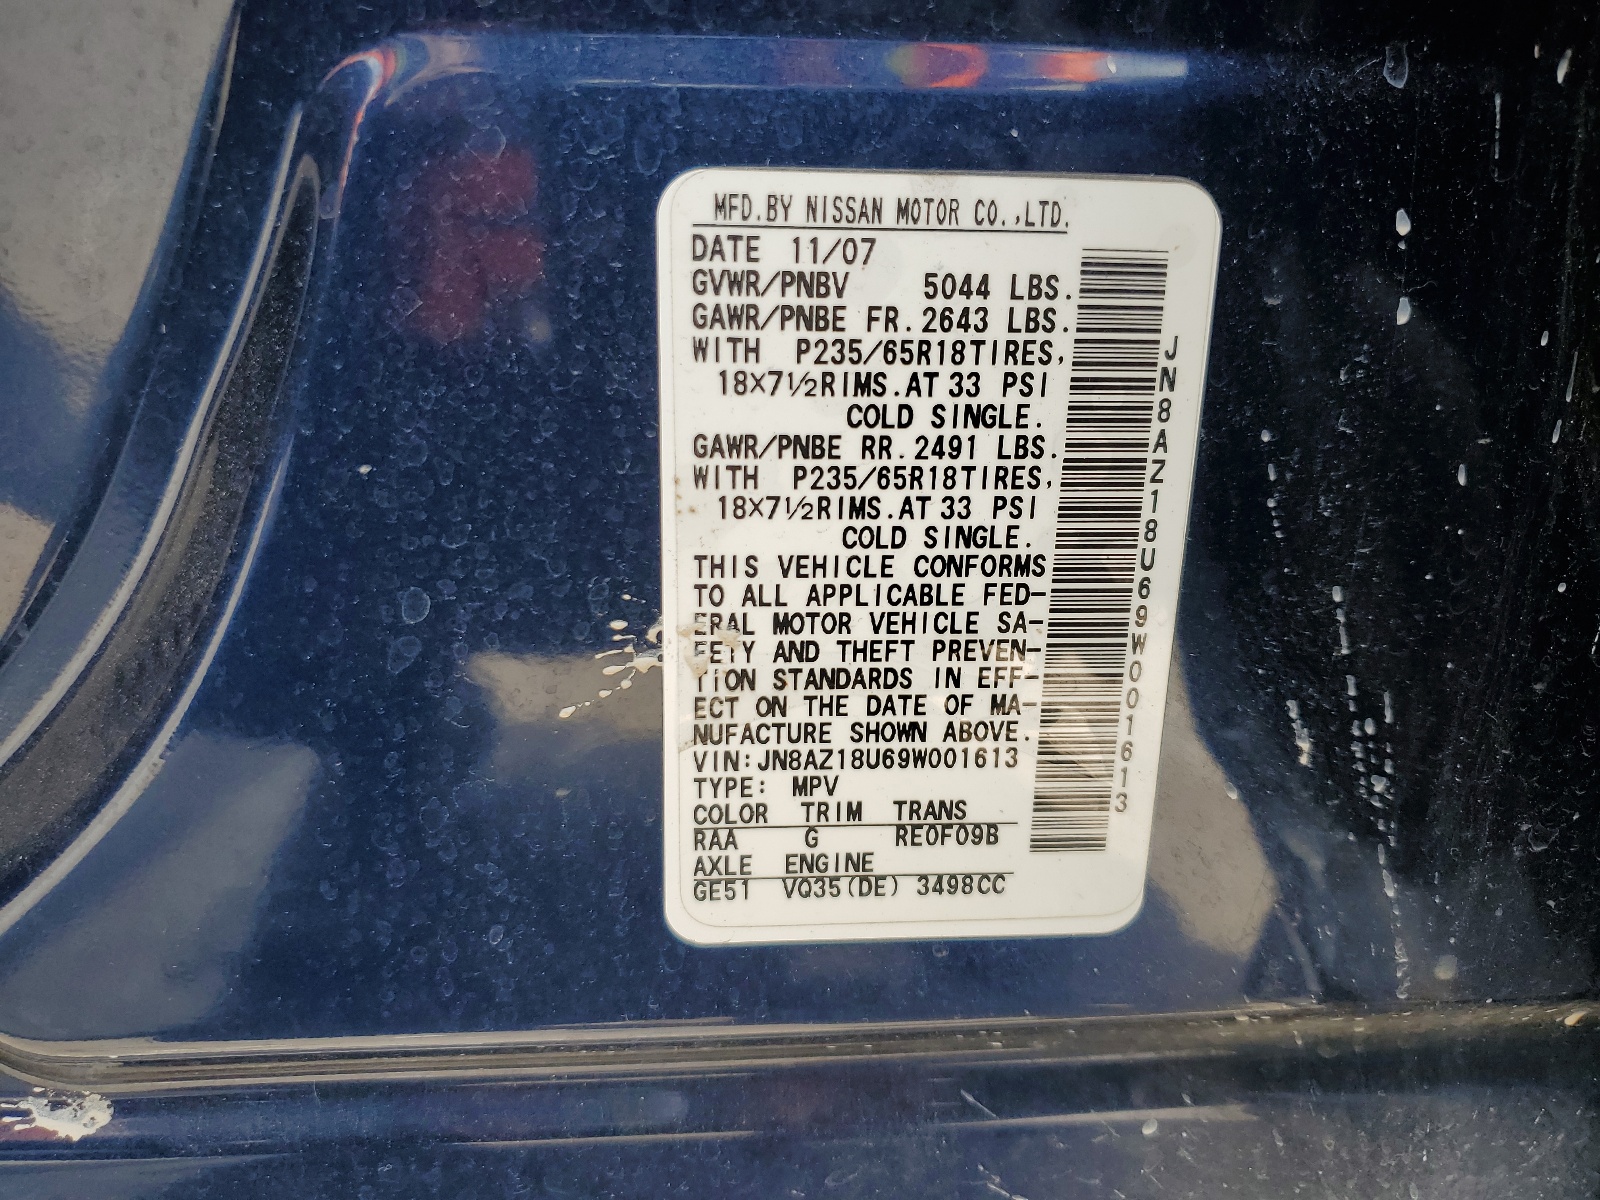 MFD.BY NISSAN MOTOR CO.,LTD.
DATE 11/07
GVWR/PNBV 5044 LBS.
GAWR/PNBE FR.2643 LBS.
WITH P235/65R18TIRES,
18×7½RIMS.AT 33 PSI
COLD SINGLE.
GAWR/PNBE RR.2491 LBS.
WITH P235/65R18TIRES,
18×7½RIMS.AT 33 PSI
COLD SINGLE.
THIS VEHICLE CONFORMS
TO ALL APPLICABLE FED-
ERAL MOTOR VEHICLE SA-
FETY AND THEFT PREVEN-
TION STANDARDS IN EFF-
ECT ON THE DATE OF MA-
NUFACTURE SHOWN ABOVE.
VIN:JN8AZ18U69W001613
TYPE: MPV
COLOR TRIM TRANS
RAA G RE0F09B
AXLE ENGINE
GE51 VQ35(DE) 3498CC
JN8AZ18U69W001613